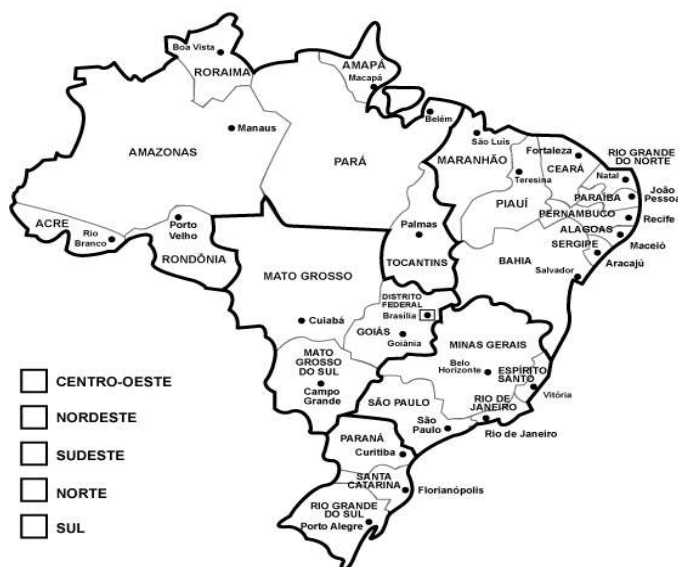 Boa Vista
RORAIMA
AMAPÁ
Macapá
Belém
Manaus
AMAZONAS
PARÁ
São Luis
MARANHÃO
Teresina
Fortaleza
CEARÁ
RIO GRANDE
DO NORTE
Natal
PARAÍBA
João
Pessoa
PIAUÍ
PERNAMBUCO
Recife
ALAGOAS
Maceió
SERGIPE
Aracajú
ACRE
Rio
Branco
Porto
Velho
RONDÔNIA
Palmas
TOCANTINS
BAHIA
Salvador
MATO GROSSO
Cuiabá
DISTRITO
FEDERAL
Brasilia
GOIÁS
Goiânia
MINAS GERAIS
Belo
Horizonte
ESPÍRITO
SANTO
Vitória
MATO
GROSSO
DO SUL
Campo
Grande
SÃO PAULO
São
Paulo
RIO DE
JANEIRO
Rio de Janeiro
PARANÁ
Curitiba
SANTA
CATARINA
Florianópolis
RIO GRANDE
DO SUL
Porto Alegre
CENTRO-OESTE
NORDESTE
SUDESTE
NORTE
SUL